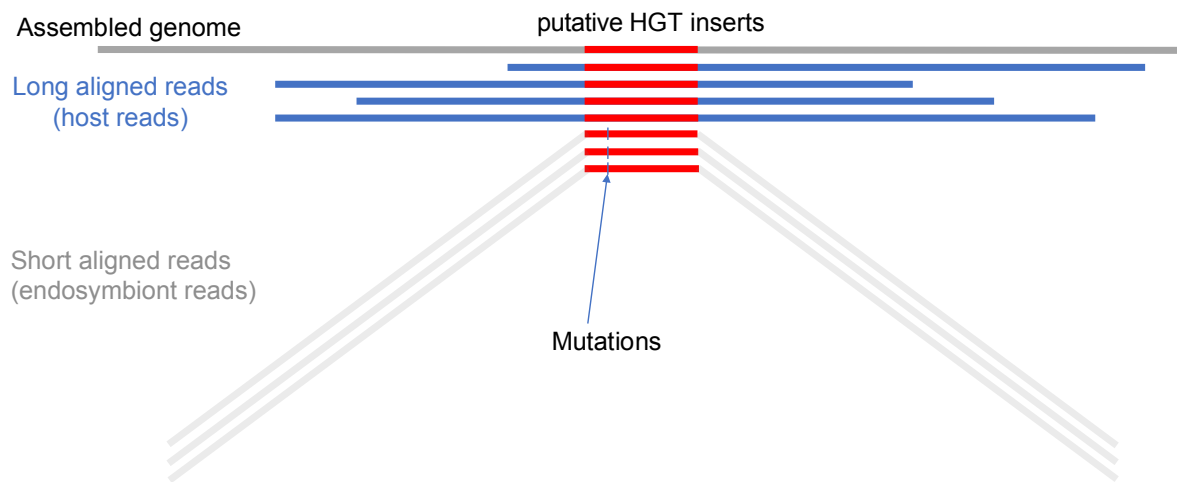 Assembled genome
putative HGT inserts
Long aligned reads
(host reads)
Short aligned reads
(endosymbiont reads)
Mutations